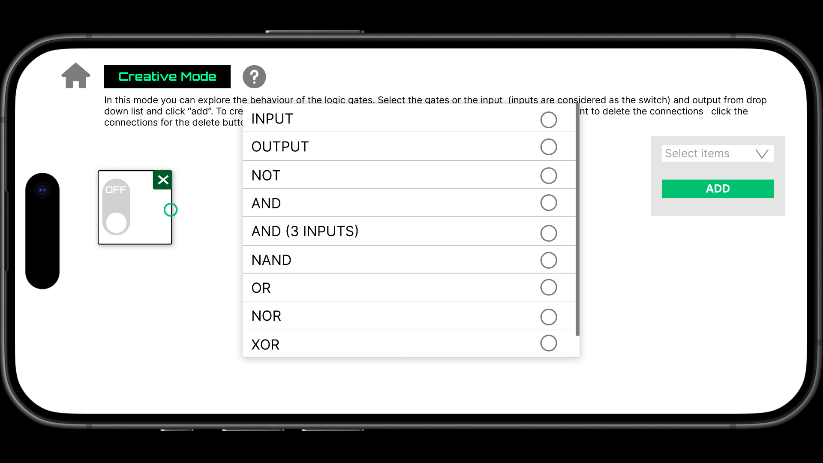 Creative Mode
?
In this mode you can explore the behaviour of the logic gates. Select the gates or the input (inputs are considered as the switch) and output from drop
down list and click "add". To cre nt to delete the connections click the
connections for the delete butto
Select items
ADD
OFF
INPUT
OUTPUT
NOT
AND
AND (3 INPUTS)
NAND
OR
NOR
XOR